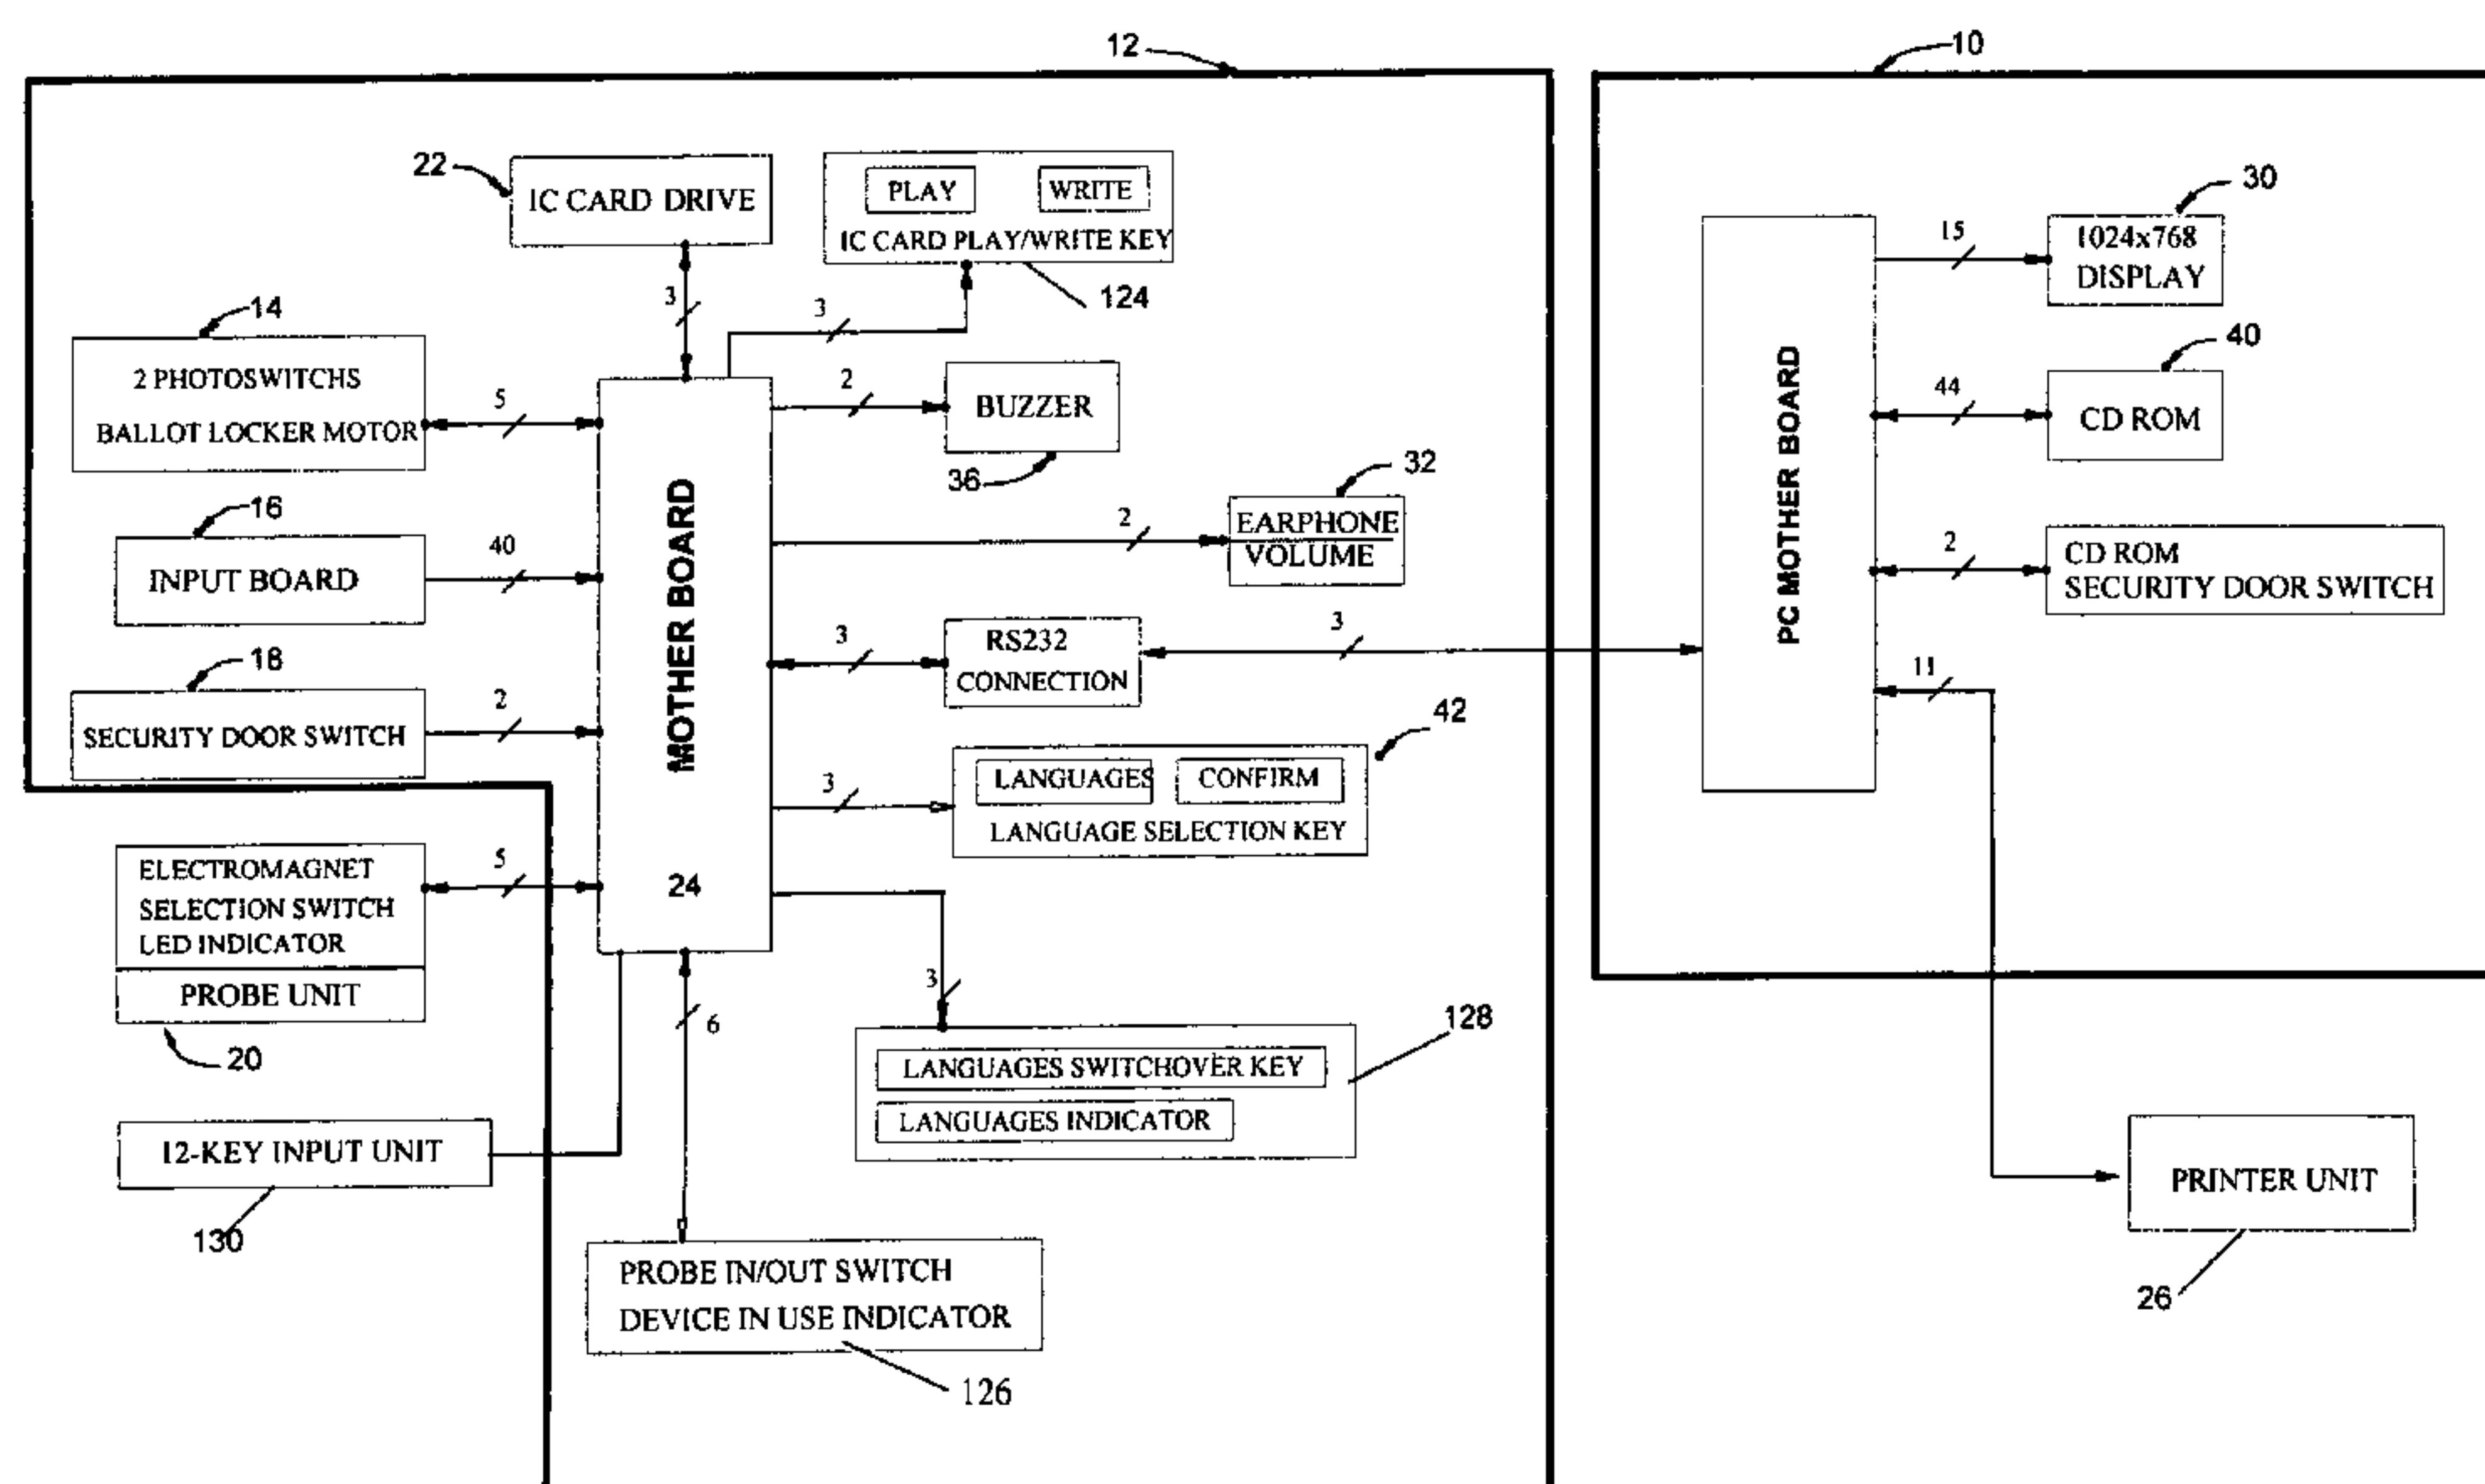 12
10
22
IC CARD DRIVE
PLAY
WRITE
IC CARD PLAY/WRITE KEY
124
30
15
1024x768
DISPLAY
3
3
14
2 PHOTOSWITCHS
BALLOT LOCKER MOTOR
5
2
BUZZER
36
40
44
CD ROM
32
2
EARPHONE
VOLUME
16
40
INPUT BOARD
MOTHER BOARD
24
PC MOTHER BOARD
2
CD ROM
SECURITY DOOR SWITCH
3
RS232
CONNECTION
3
11
18
2
SECURITY DOOR SWITCH
42
3
LANGUAGES
CONFIRM
LANGUAGE SELECTION KEY
ELECTROMAGNET
SELECTION SWITCH
LED INDICATOR
PROBE UNIT
5
20
3
6
128
LANGUAGES SWITCHOVER KEY
LANGUAGES INDICATOR
12-KEY INPUT UNIT
130
PRINTER UNIT
26
PROBE IN/OUT SWITCH
DEVICE IN USE INDICATOR
126